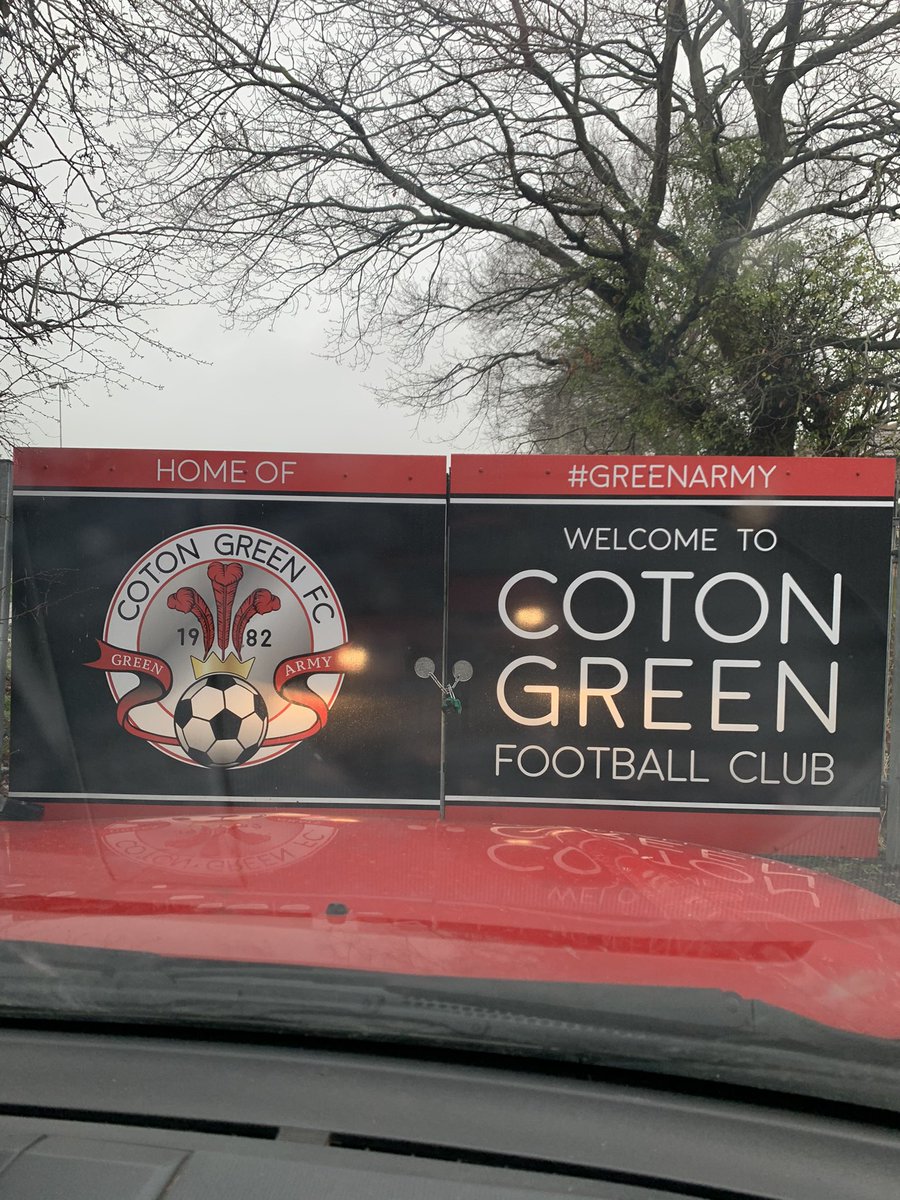 HOME OF
COTON GREEN FC
19 82
GREEN ARMY
#GREENARMY
WELCOME TO
COTON
GREEN
FOOTBALL CLUB